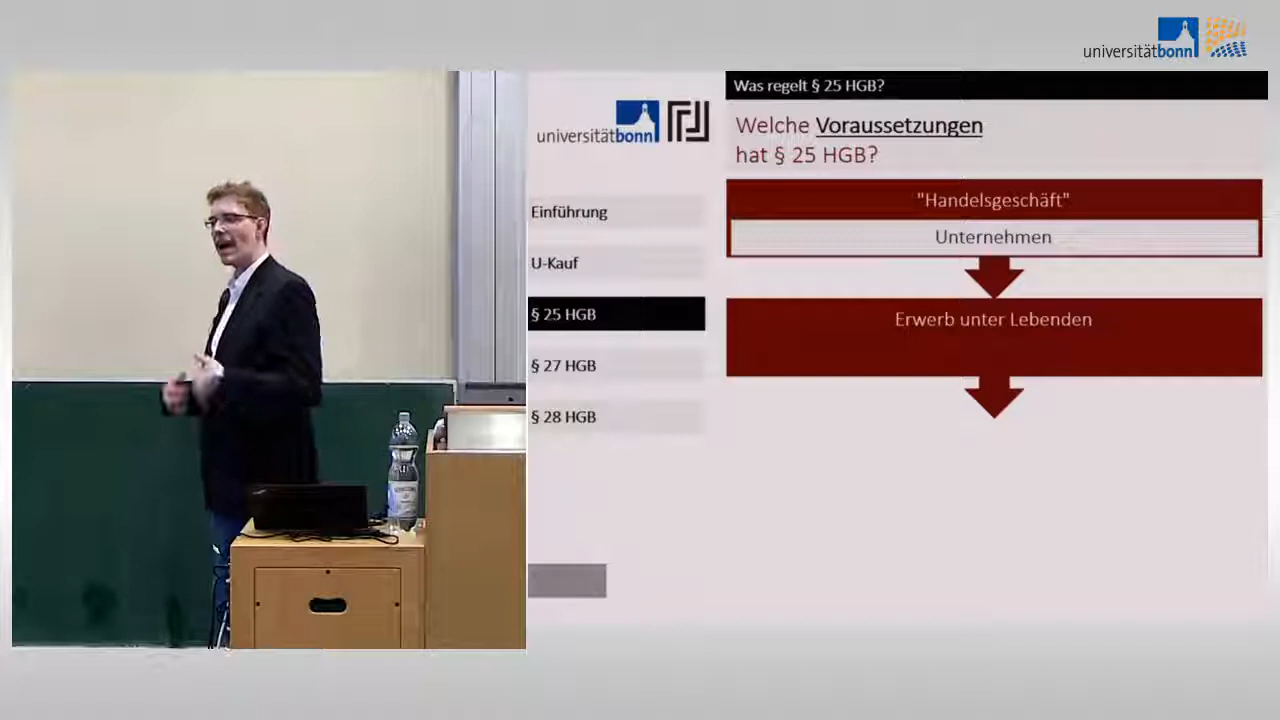 universitätbonn
Was regelt § 25 HGB?
universitätbonn
Welche Voraussetzungen
hat § 25 HGB?
"Handelsgeschäft"
Unternehmen
Erwerb unter Lebenden
Einführung
U-Kauf
§ 25 HGB
§ 27 HGB
§ 28 HGB